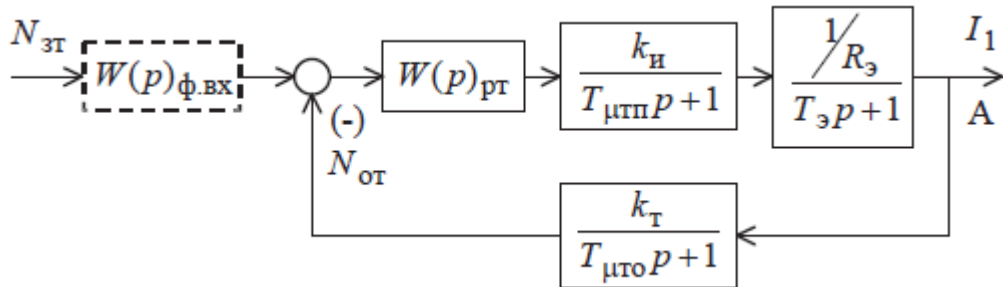 N_зт
W(p)_ф.вх
(-)
N_от
W(p)_рт
k_и
T_μтп p + 1
1/R_э
T_э p + 1
I_1
A
k_т
T_μто p + 1